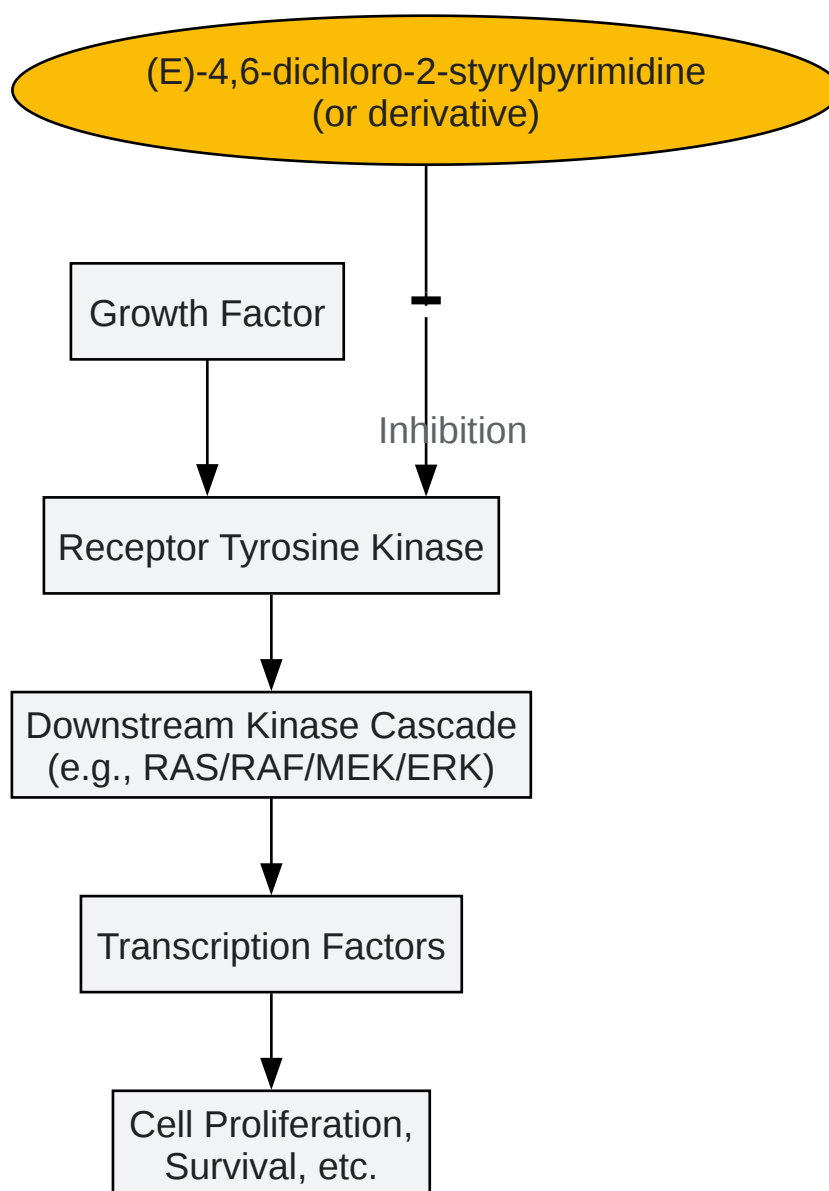 (E)-4,6-dichloro-2-styrylpyrimidine
(or derivative)
Growth Factor
Inhibition
Receptor Tyrosine Kinase
Downstream Kinase Cascade
(e.g., RAS/RAF/MEK/ERK)
Transcription Factors
Cell Proliferation,
Survival, etc.